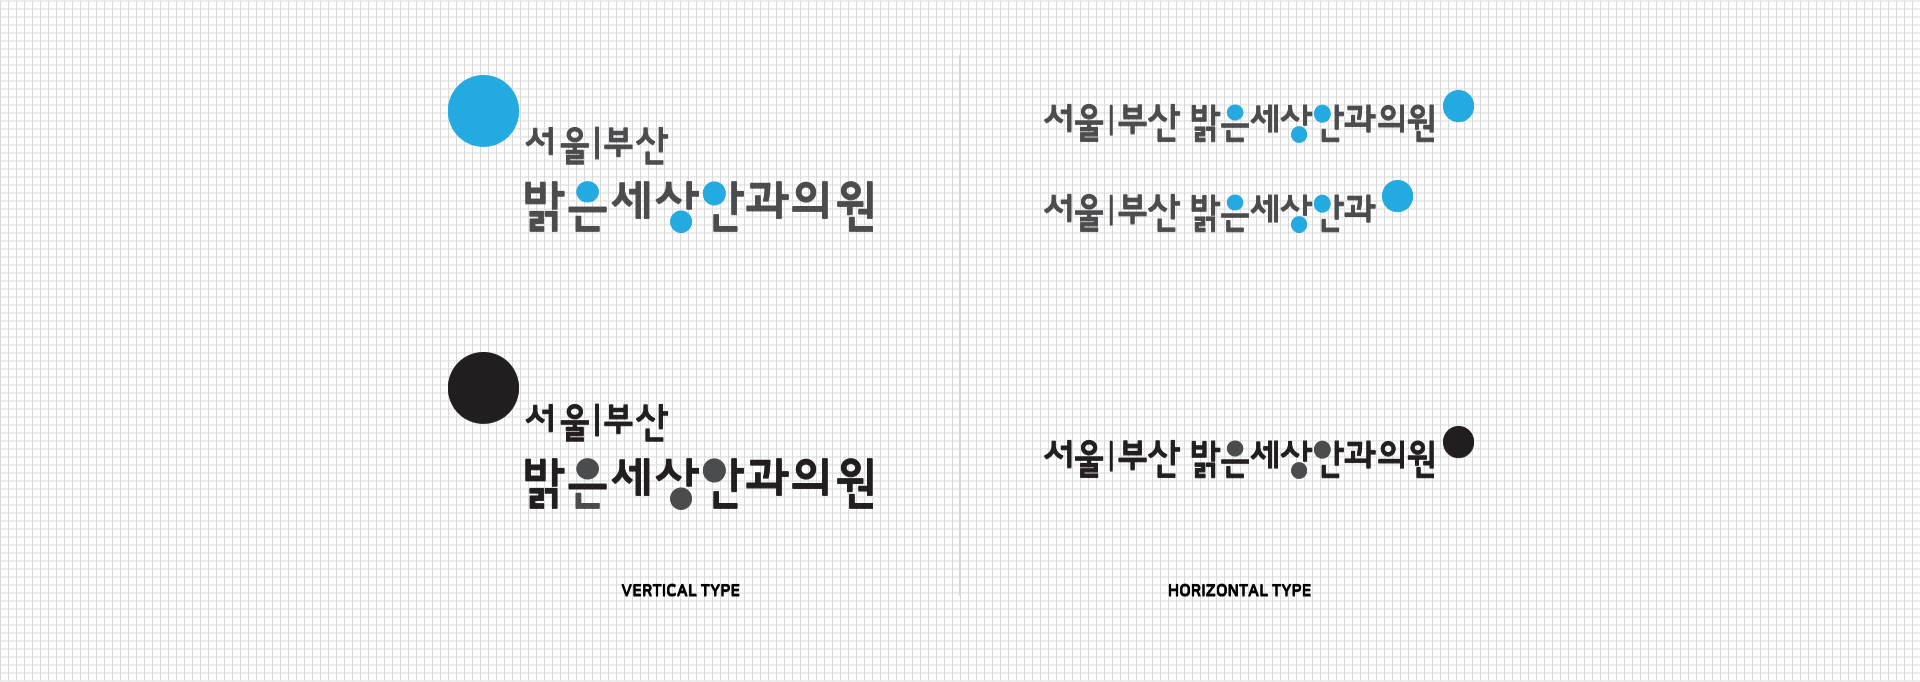 서울|부산
밝은세상안과의원
서울|부산
밝은세상안과의원
VERTICAL TYPE
서울|부산 밝은세상안과의원
서울|부산 밝은세상안과
서울|부산 밝은세상안과의원
HORIZONTAL TYPE